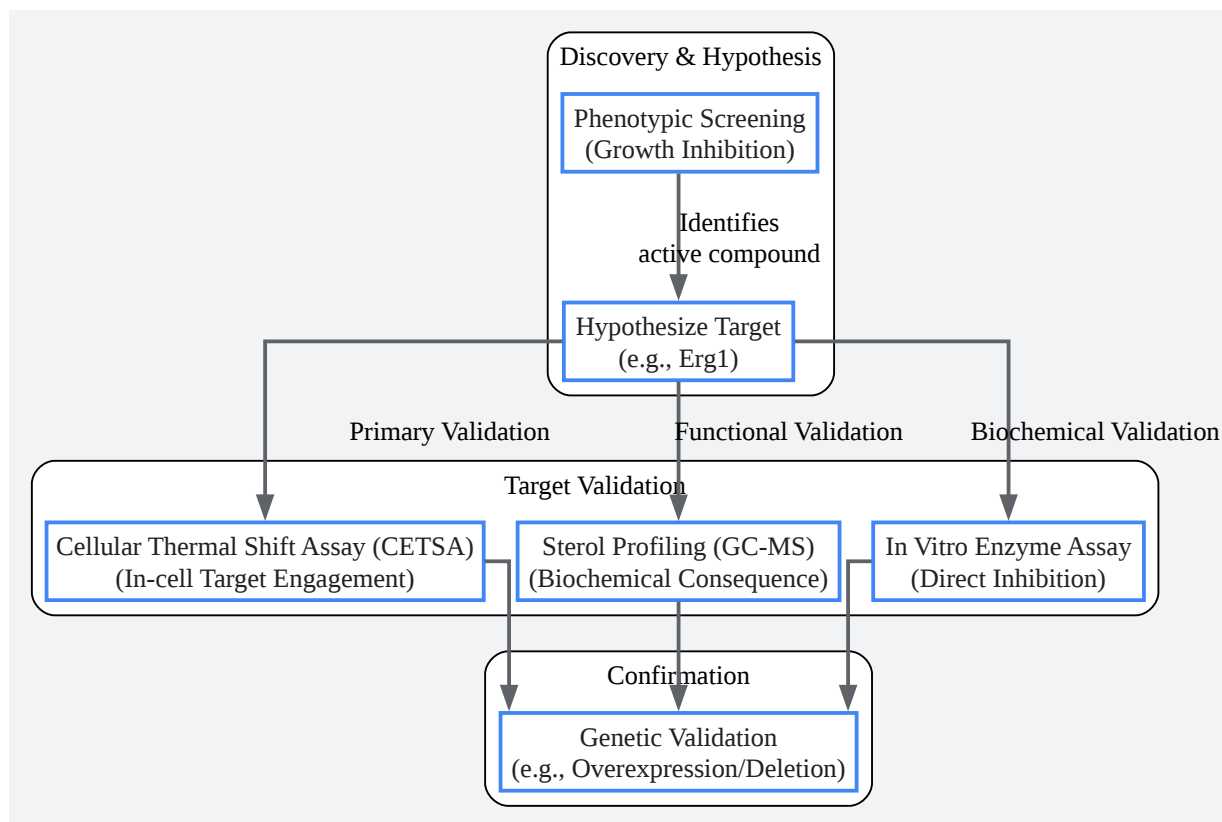 Discovery & Hypothesis
Phenotypic Screening
(Growth Inhibition)
Identifies
active compound
Hypothesize Target
(e.g., Erg1)
Primary Validation
Functional Validation
Biochemical Validation
Target Validation
Cellular Thermal Shift Assay (CETSA)
(In-cell Target Engagement)
Sterol Profiling (GC-MS)
(Biochemical Consequence)
In Vitro Enzyme Assay
(Direct Inhibition)
Confirmation
Genetic Validation
(e.g., Overexpression/Deletion)